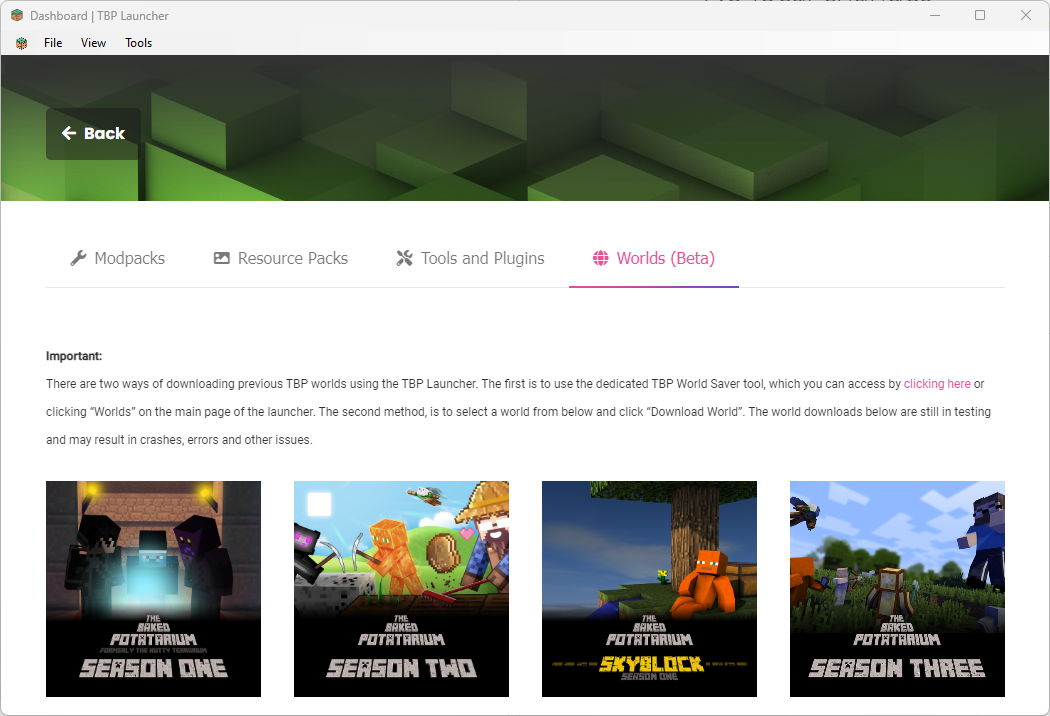 Dashboard | TBP Launcher
File View Tools
Back
Modpacks Resource Packs Tools and Plugins Worlds (Beta)
Important:
There are two ways of downloading previous TBP worlds using the TBP Launcher. The first is to use the dedicated TBP World Saver tool, which you can access by clicking here or
clicking “Worlds” on the main page of the launcher. The second method, is to select a world from below and click “Download World”. The world downloads below are still in testing
and may result in crashes, errors and other issues.
THE
BAKED
POTATARIUM
FORMERLY THE NUTTY TERRARIUM
SEASON ONE
THE
BAKED
POTATARIUM
SEASON TWO
THE
BAKED
POTATARIUM
SKYBLOCK
SEASON ONE
THE
BAKED
POTATARIUM
SEASON THREE